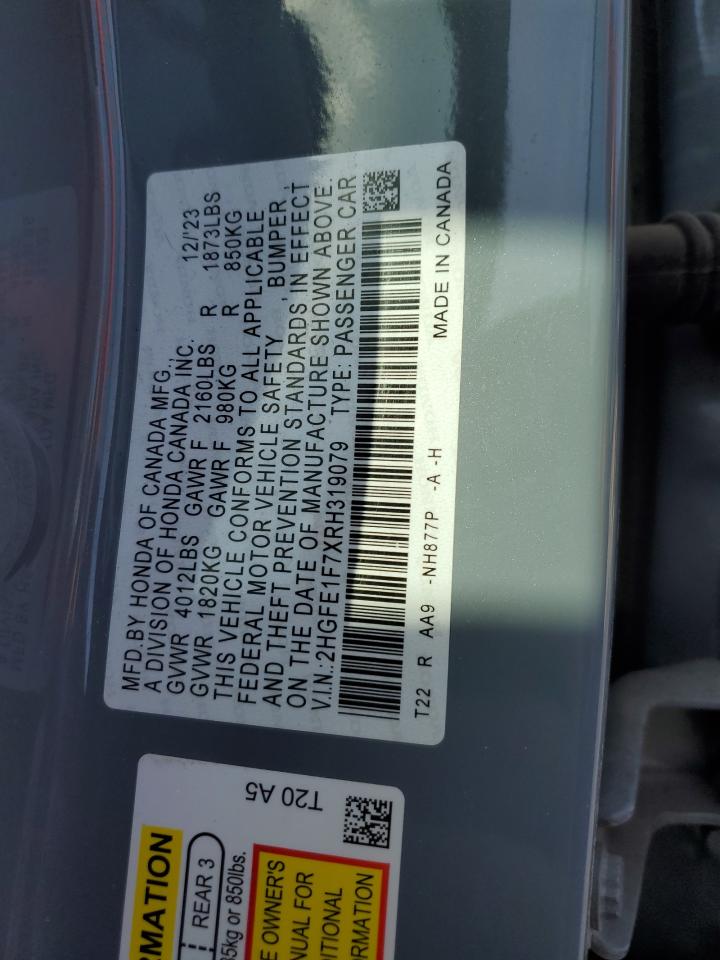 MFD.BY HONDA OF CANADA MFG.,
A DIVISION OF HONDA CANADA INC. 12/'23
GVWR 4012LBS GAWR F 2160LBS R 1873LBS
GVWR 1820KG GAWR F 980KG R 850KG
THIS VEHICLE CONFORMS TO ALL APPLICABLE
FEDERAL MOTOR VEHICLE SAFETY , BUMPER ,
AND THEFT PREVENTION STANDARDS IN EFFECT
ON THE DATE OF MANUFACTURE SHOWN ABOVE.
V.I.N.:2HGFE1F7XRH319079 TYPE: PASSENGER CAR
T22 R AA9 -NH877P -A -H MADE IN CANADA
T20 A5
RMATION
REAR 3
85kg or 850lbs.
E OWNER'S
NUAL FOR
DITIONAL
ORMATION